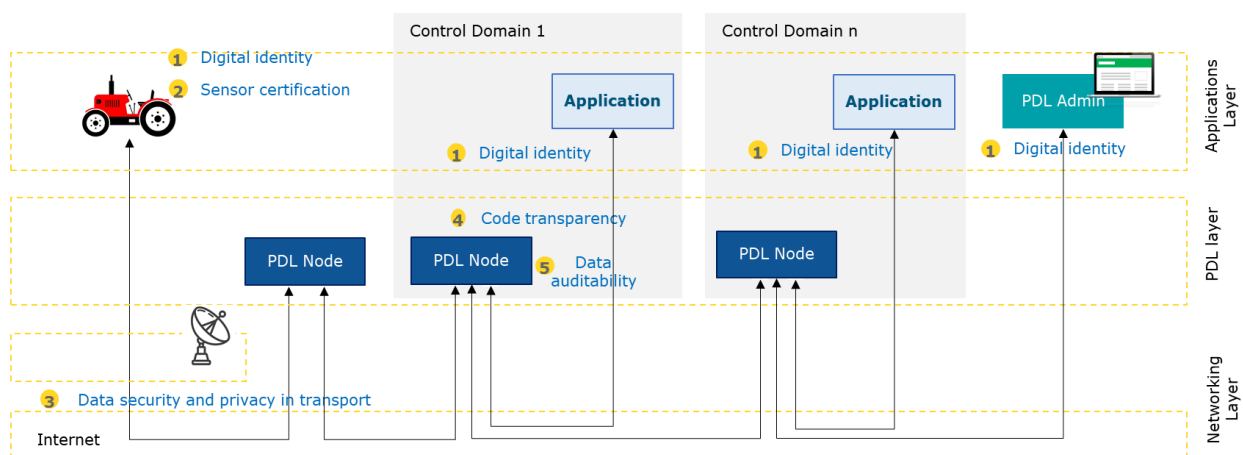 Control Domain 1
Control Domain n
1 Digital identity
2 Sensor certification
Application
Application
PDL Admin
1 Digital identity
1 Digital identity
1 Digital identity
Applications
Layer
4 Code transparency
PDL Node
PDL Node
5 Data
auditability
PDL Node
PDL layer
3 Data security and privacy in transport
Internet
Networking
Layer